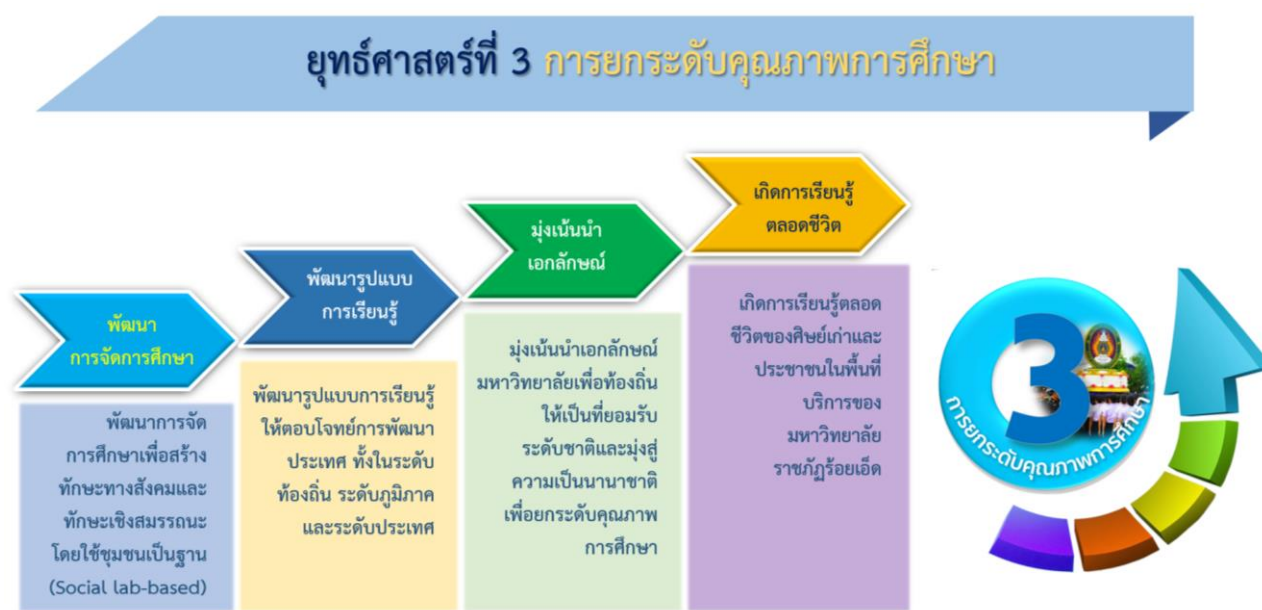 ยุทธ์ศาสตร์ที่ 3 การยกระดับคุณภาพการศึกษา
พัฒนา
การจัดการศึกษา
พัฒนาการจัด
การศึกษาเพื่อสร้าง
ทักษะทางสังคมและ
ทักษะเชิงสมรรถนะ
โดยใช้ชุมชนเป็นฐาน
(Social lab-based)
พัฒนารูปแบบ
การเรียนรู้
พัฒนารูปแบบการเรียนรู้
ให้ตอบโจทย์การพัฒนา
ประเทศ ทั้งในระดับ
ท้องถิ่น ระดับภูมิภาค
และระดับประเทศ
มุ่งเน้นนำ
เอกลักษณ์
มุ่งเน้นนำเอกลักษณ์
มหาวิทยาลัยเพื่อท้องถิ่น
ให้เป็นที่ยอมรับ
ระดับชาติและมุ่งสู่
ความเป็นนานาชาติ
เพื่อยกระดับคุณภาพ
การศึกษา
เกิดการเรียนรู้
ตลอดชีวิต
เกิดการเรียนรู้ตลอด
ชีวิตของศิษย์เก่าและ
ประชาชนในพื้นที่
บริการของ
มหาวิทยาลัย
ราชภัฏร้อยเอ็ด
3
การยกระดับคุณภาพการศึกษา